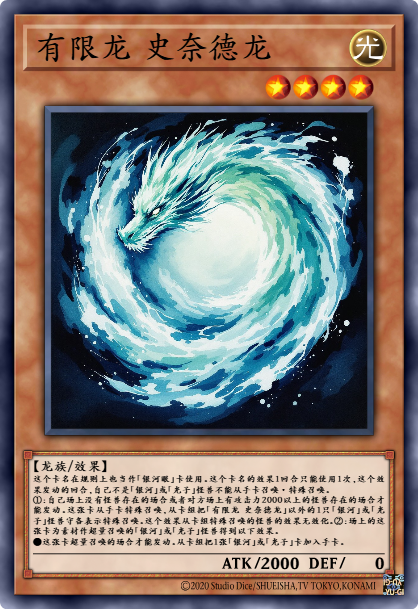 有限龙 史奈德龙
光
【龙族/效果】
这个卡名在规则上也当作「银河眼」卡使用。这个卡名的效果1回合只能使用1次，这个效
果发动的回合，自己不是「银河」或「光子」怪兽不能从手卡召唤·特殊召唤。
①：自己场上没有怪兽存在的场合或者对方场上有攻击力2000以上的怪兽存在的场合才
能发动。这张卡从手卡特殊召唤，从卡组把「有限龙 史奈德龙」以外的1只「银河」或「光
子」怪兽守备表示特殊召唤。这个效果从卡组特殊召唤的怪兽的效果无效化。②：场上的这
张卡为素材作超量召唤的「银河」或「光子」怪兽得到以下效果。
●这张卡超量召唤的场合才能发动。从卡组把1张「银河」或「光子」卡加入手卡。
ATK/2000 DEF/ 0
©2020 Studio Dice/SHUEISHA,TV TOKYO,KONAMI